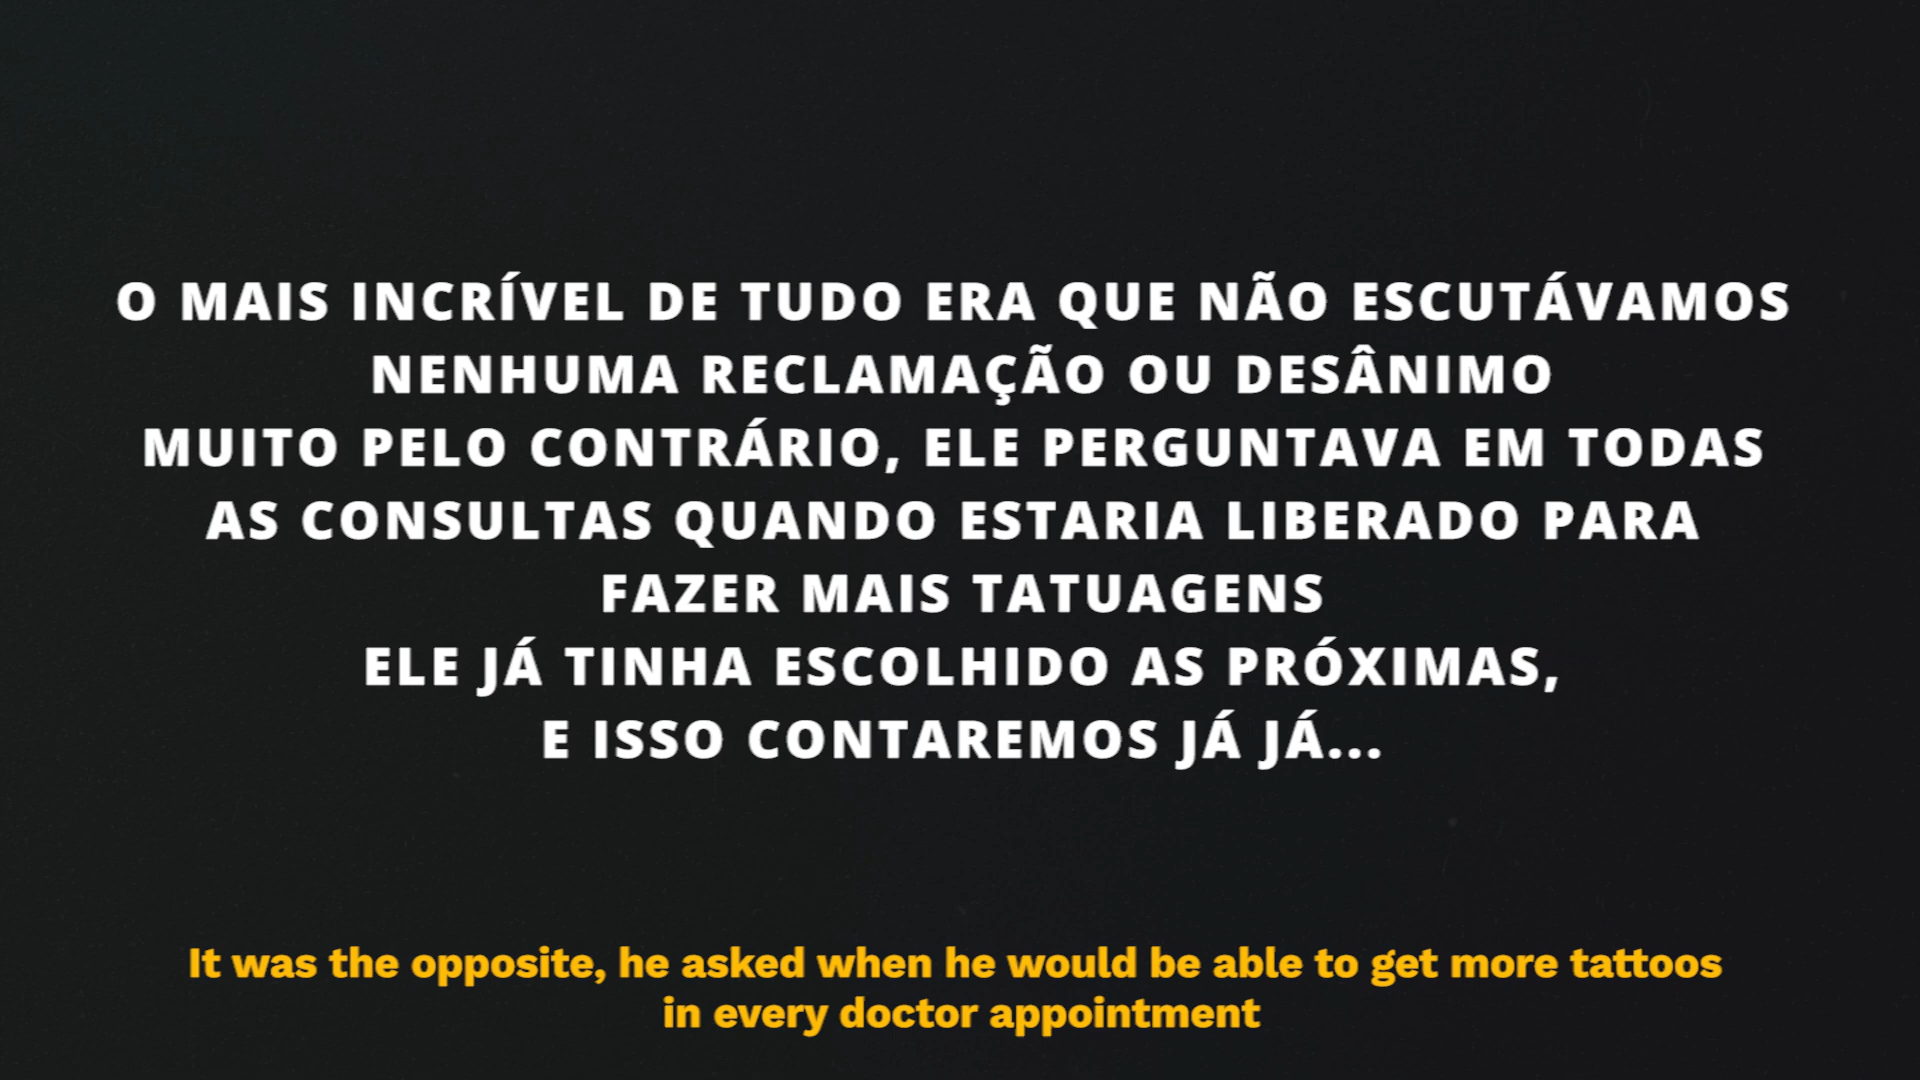 O MAIS INCRÍVEL DE TUDO ERA QUE NÃO ESCUTÁVAMOS
NENHUMA RECLAMAÇÃO OU DESÂNIMO
MUITO PELO CONTRÁRIO, ELE PERGUNTAVA EM TODAS
AS CONSULTAS QUANDO ESTARIA LIBERADO PARA
FAZER MAIS TATUAGENS
ELE JÁ TINHA ESCOLHIDO AS PRÓXIMAS,
E ISSO CONTAREMOS JÁ JÁ...
It was the opposite, he asked when he would be able to get more tattoos
in every doctor appointment